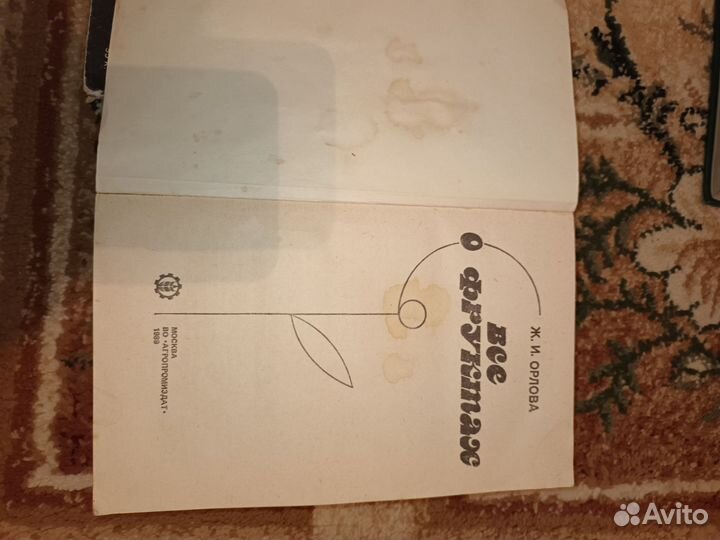 Ж. И. ОРЛОВА
все
о фруктах
МОСКВА
ВО «АГРОПРОМИЗДАТ»
1989
Avito